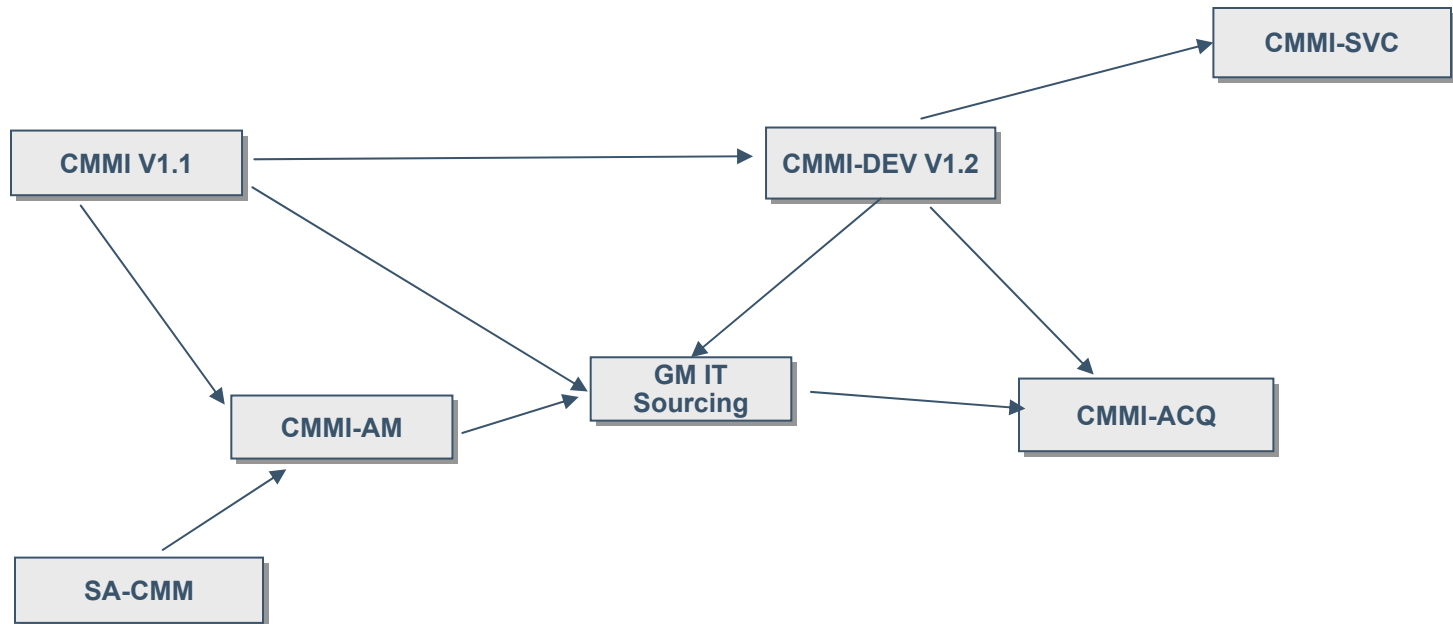 CMMI-SVC
CMMI V1.1
CMMI-DEV V1.2
GM IT
Sourcing
CMMI-AM
CMMI-ACQ
SA-CMM